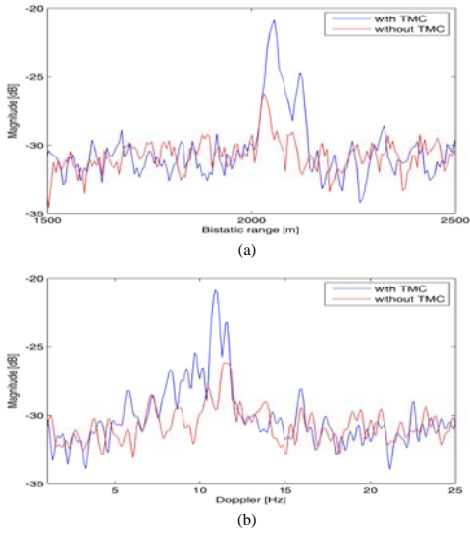 -20
-25
-30
-35
Magnitude [dB]
with TMC
without TMC
1500
2000
2500
Bistatic range [m]
(a)
-20
-25
-30
-35
Magnitude [dB]
with TMC
without TMC
5
10
15
20
25
Doppler [Hz]
(b)